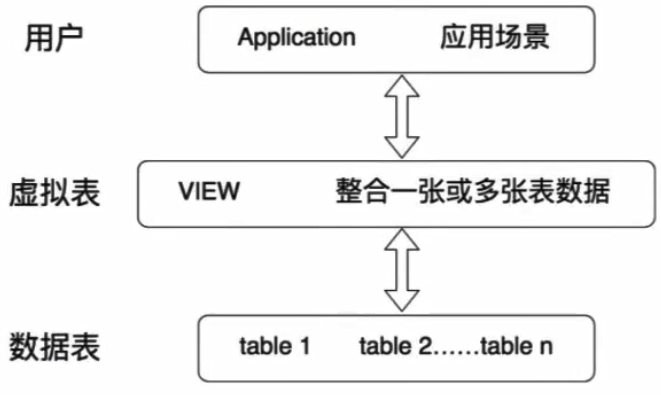 用户
Application 应用场景
虚拟表
VIEW 整合一张或多张表数据
数据表
table 1 table 2......table n